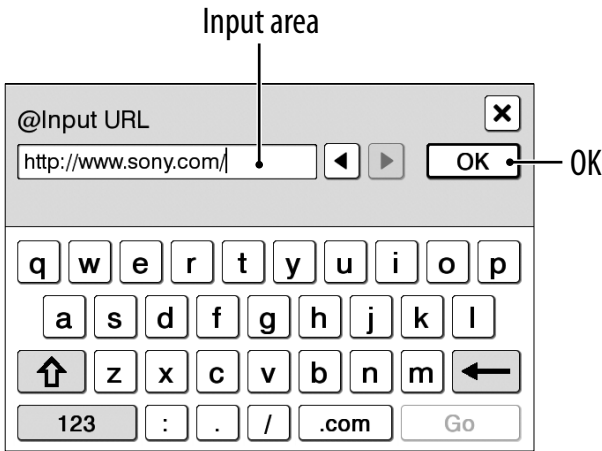 Input area
@Input URL
http://www.sony.com/
OK
OK
q w e r t y u i o p
a s d f g h j k l
z x c v b n m
123 : . / .com Go